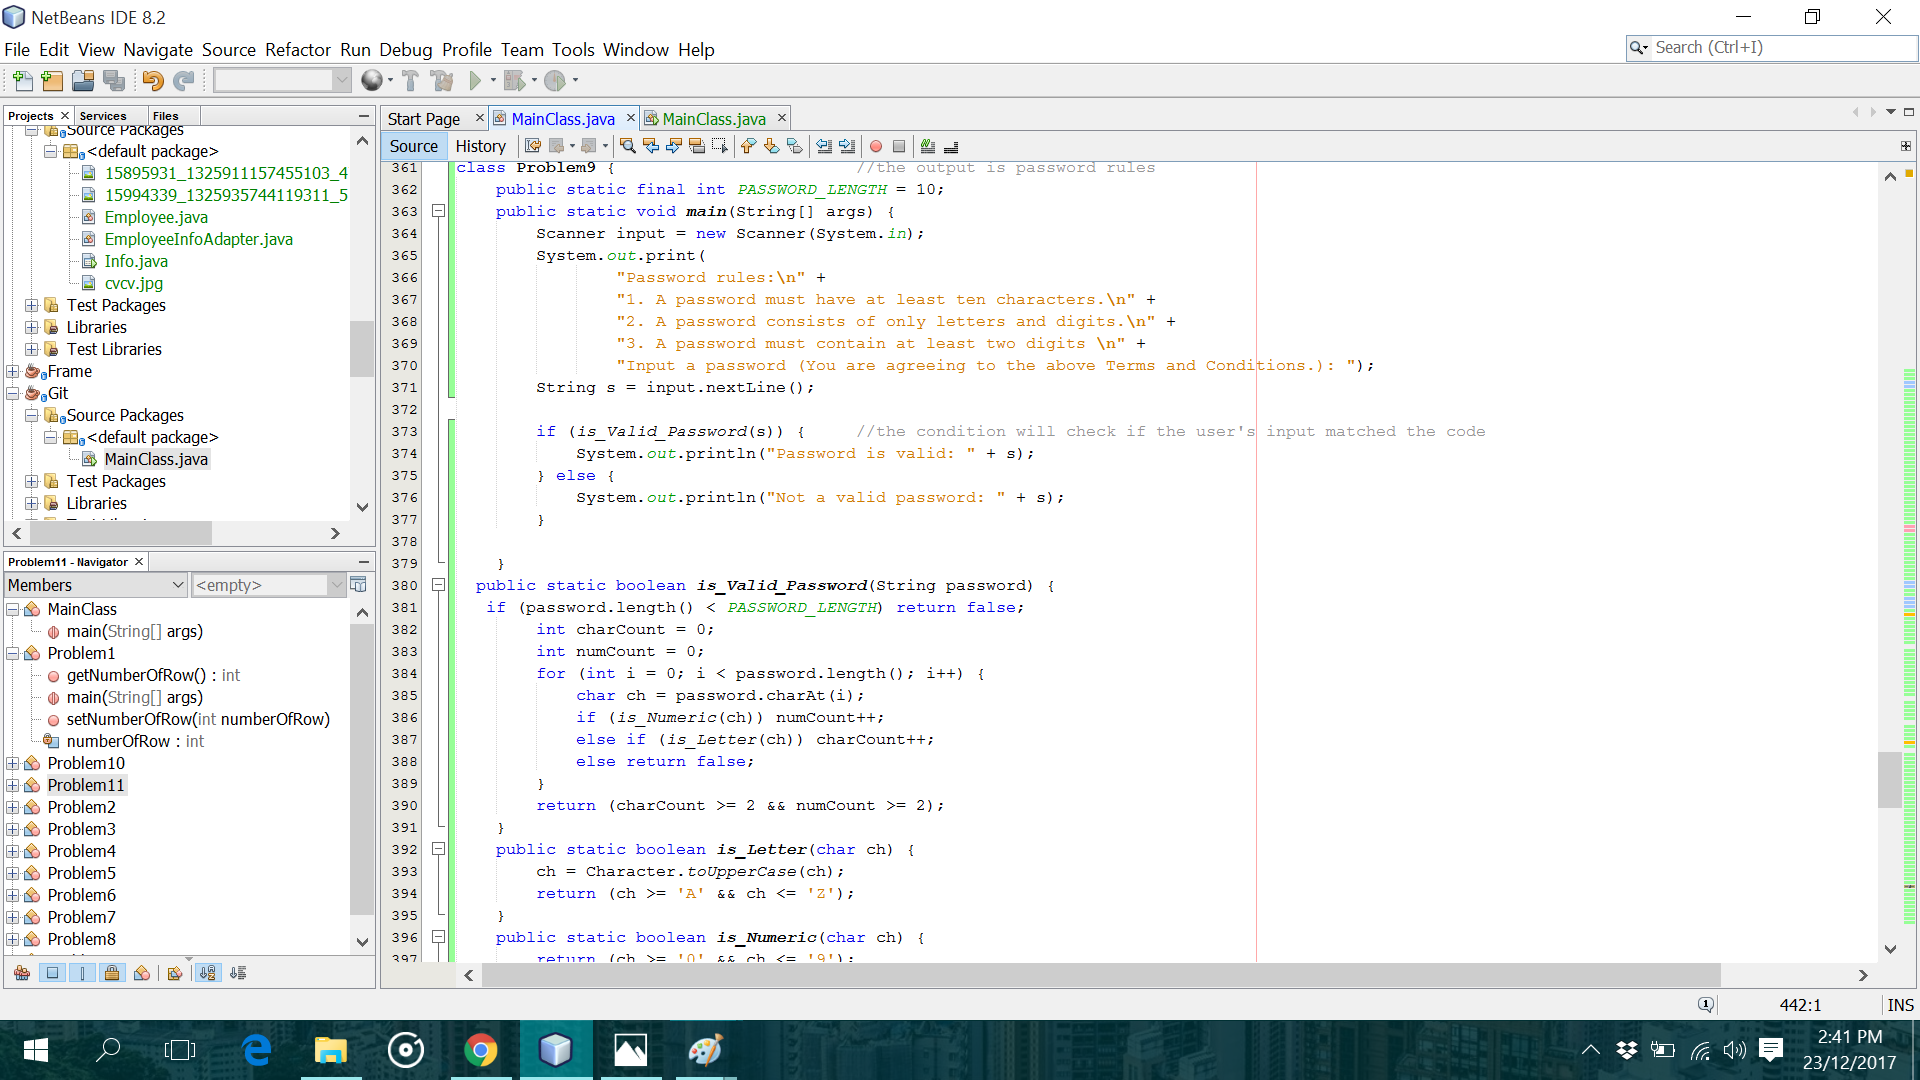 NetBeans IDE 8.2
File Edit View Navigate Source Refactor Run Debug Profile Team Tools Window Help
Search (Ctrl+I)
Projects
Services
Files
Source Packages
<default package>
15895931_1325911157455103_4
15994339_1325935744119311_5
Employee.java
EmployeeInfoAdapter.java
Info.java
cvcv.jpg
Test Packages
Libraries
Test Libraries
Frame
Git
Source Packages
<default package>
MainClass.java
Test Packages
Libraries
Problem11 - Navigator
Members
<empty>
MainClass
main(String[] args)
Problem1
getNumberOfRow() : int
main(String[] args)
setNumberOfRow(int numberOfRow)
numberOfRow : int
Problem10
Problem11
Problem2
Problem3
Problem4
Problem5
Problem6
Problem7
Problem8
Start Page
MainClass.java
MainClass.java
Source
History
361 class Problem9 { //the output is password rules
362 public static final int PASSWORD_LENGTH = 10;
363 public static void main(String[] args) {
364 Scanner input = new Scanner(System.in);
365 System.out.print(
366 "Password rules:\n" +
367 "1. A password must have at least ten characters.\n" +
368 "2. A password consists of only letters and digits.\n" +
369 "3. A password must contain at least two digits \n" +
370 "Input a password (You are agreeing to the above Terms and Conditions.): ");
371 String s = input.nextLine();
372
373 if (is_Valid_Password(s)) { //the condition will check if the user's input matched the code
374 System.out.println("Password is valid: " + s);
375 } else {
376 System.out.println("Not a valid password: " + s);
377 }
378
379 }
380 public static boolean is_Valid_Password(String password) {
381 if (password.length() < PASSWORD_LENGTH) return false;
382 int charCount = 0;
383 int numCount = 0;
384 for (int i = 0; i < password.length(); i++) {
385 char ch = password.charAt(i);
386 if (is_Numeric(ch)) numCount++;
387 else if (is_Letter(ch)) charCount++;
388 else return false;
389 }
390 return (charCount >= 2 && numCount >= 2);
391 }
392 public static boolean is_Letter(char ch) {
393 ch = Character.toUpperCase(ch);
394 return (ch >= 'A' && ch <= 'Z');
395 }
396 public static boolean is_Numeric(char ch) {
397 return (ch >= '0' && ch <= '9');
442:1
INS
2:41 PM
23/12/2017